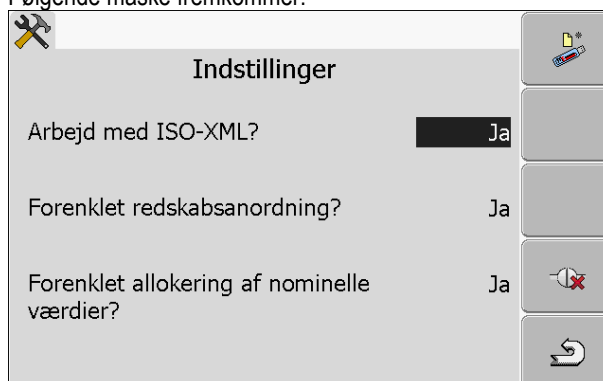 Følgende maske fremkommer:
Indstillinger
Arbejd med ISO-XML? Ja
Forenklet redskabsanordning? Ja
Forenklet allokering af nominelle Ja
værdier?